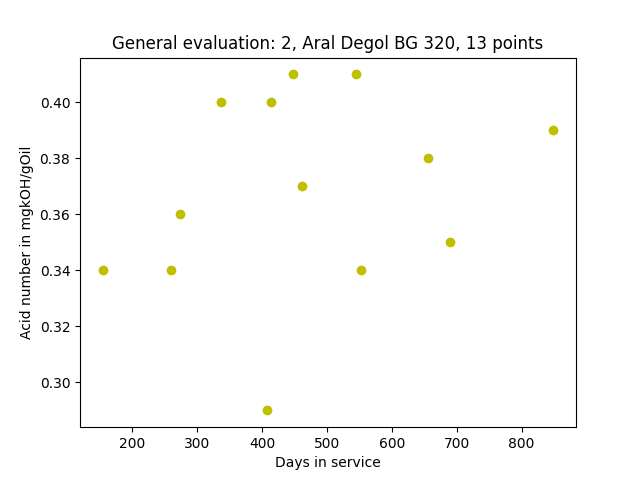 General evaluation: 2, Aral Degol BG 320, 13 points
Acid number in mgkOH/gOil
0.40
0.38
0.36
0.34
0.32
0.30
200 300 400 500 600 700 800
Days in service